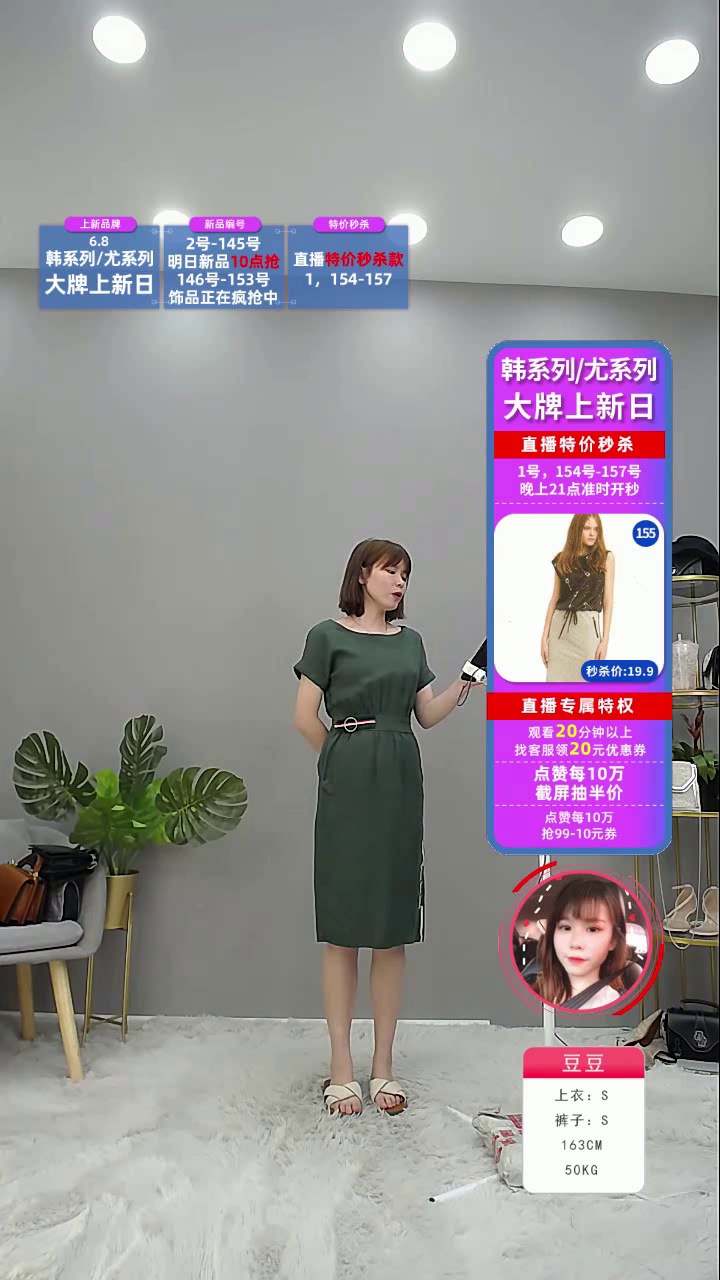 上新品牌
6.8
韩系列/尤系列
大牌上新日
新品编号
2号-145号
明日新品10点抢
146号-153号
饰品正在疯抢中
特价秒杀
直播特价秒杀款
1，154-157
韩系列/尤系列
大牌上新日
直播特价秒杀
1号，154号-157号
晚上21点准时开秒
155
秒杀价:19.9
直播专属特权
观看20分钟以上
找客服领20元优惠券
点赞每10万
截屏抽半价
点赞每10万
抢99-10元券
豆豆
上衣：S
裤子：S
163CM
50KG